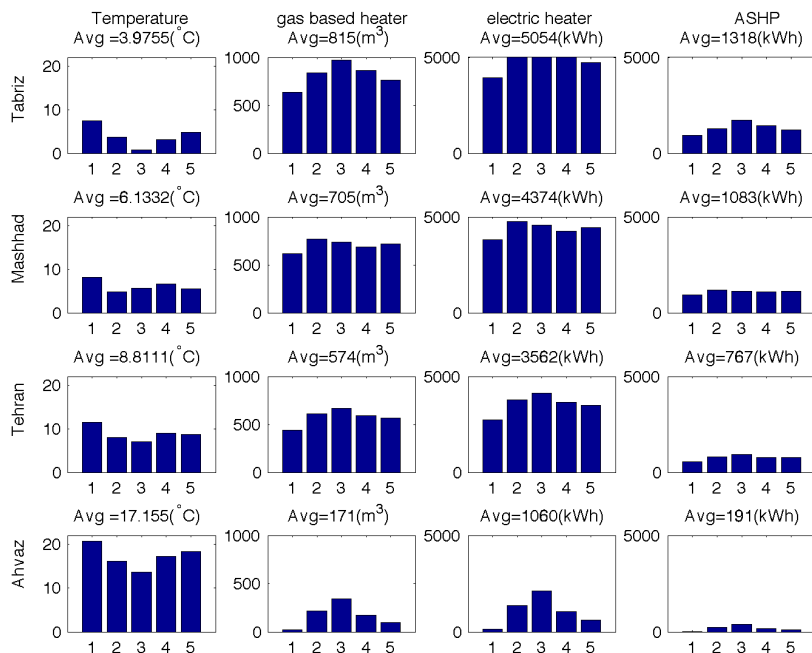 Temperature gas based heater electric heater ASHP
Avg =3.9755(°C) Avg=815(m³) Avg=5054(kWh) Avg=1318(kWh)
Tabriz
20
10
0
1 2 3 4 5
1000
500
0
1 2 3 4 5
5000
0
1 2 3 4 5
5000
0
1 2 3 4 5
Avg =6.1332(°C) Avg=705(m³) Avg=4374(kWh) Avg=1083(kWh)
Mashhad
20
10
0
1 2 3 4 5
1000
500
0
1 2 3 4 5
5000
0
1 2 3 4 5
5000
0
1 2 3 4 5
Avg =8.8111(°C) Avg=574(m³) Avg=3562(kWh) Avg=767(kWh)
Tehran
20
10
0
1 2 3 4 5
1000
500
0
1 2 3 4 5
5000
0
1 2 3 4 5
5000
0
1 2 3 4 5
Avg =17.155(°C) Avg=171(m³) Avg=1060(kWh) Avg=191(kWh)
Ahvaz
20
10
0
1 2 3 4 5
1000
500
0
1 2 3 4 5
5000
0
1 2 3 4 5
5000
0
1 2 3 4 5